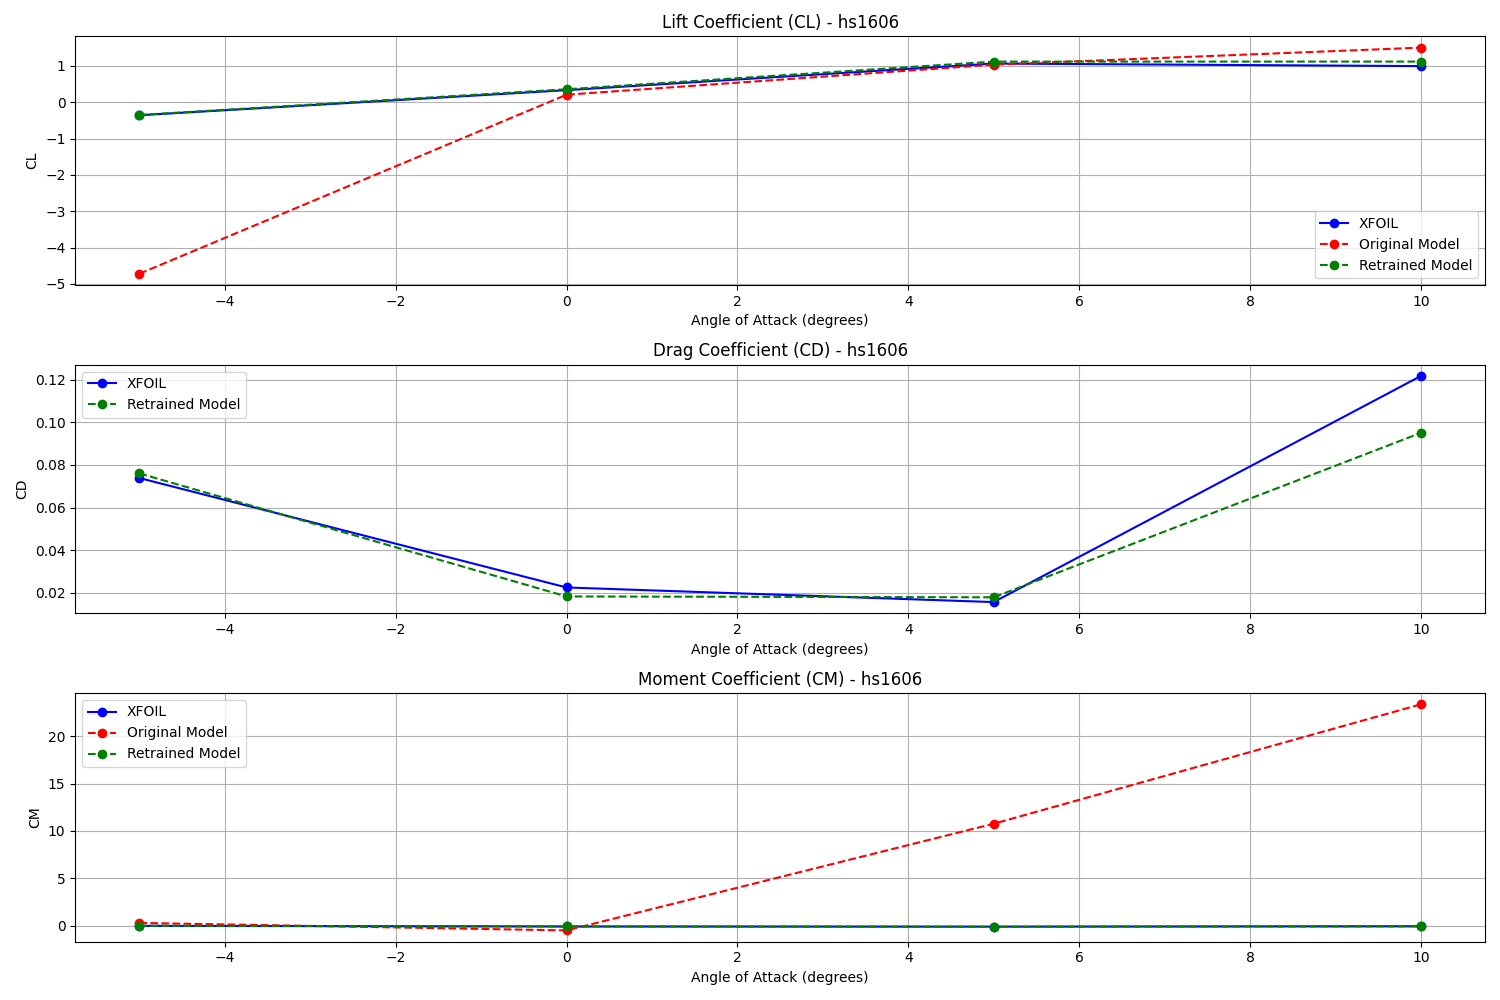 Lift Coefficient (CL) - hs1606
CL
1
0
−1
−2
−3
−4
−5
XFOIL
Original Model
Retrained Model
−4 −2 0 2 4 6 8 10
Angle of Attack (degrees)
Drag Coefficient (CD) - hs1606
CD
0.12
0.10
0.08
0.06
0.04
0.02
XFOIL
Retrained Model
−4 −2 0 2 4 6 8 10
Angle of Attack (degrees)
Moment Coefficient (CM) - hs1606
CM
20
15
10
5
0
XFOIL
Original Model
Retrained Model
−4 −2 0 2 4 6 8 10
Angle of Attack (degrees)